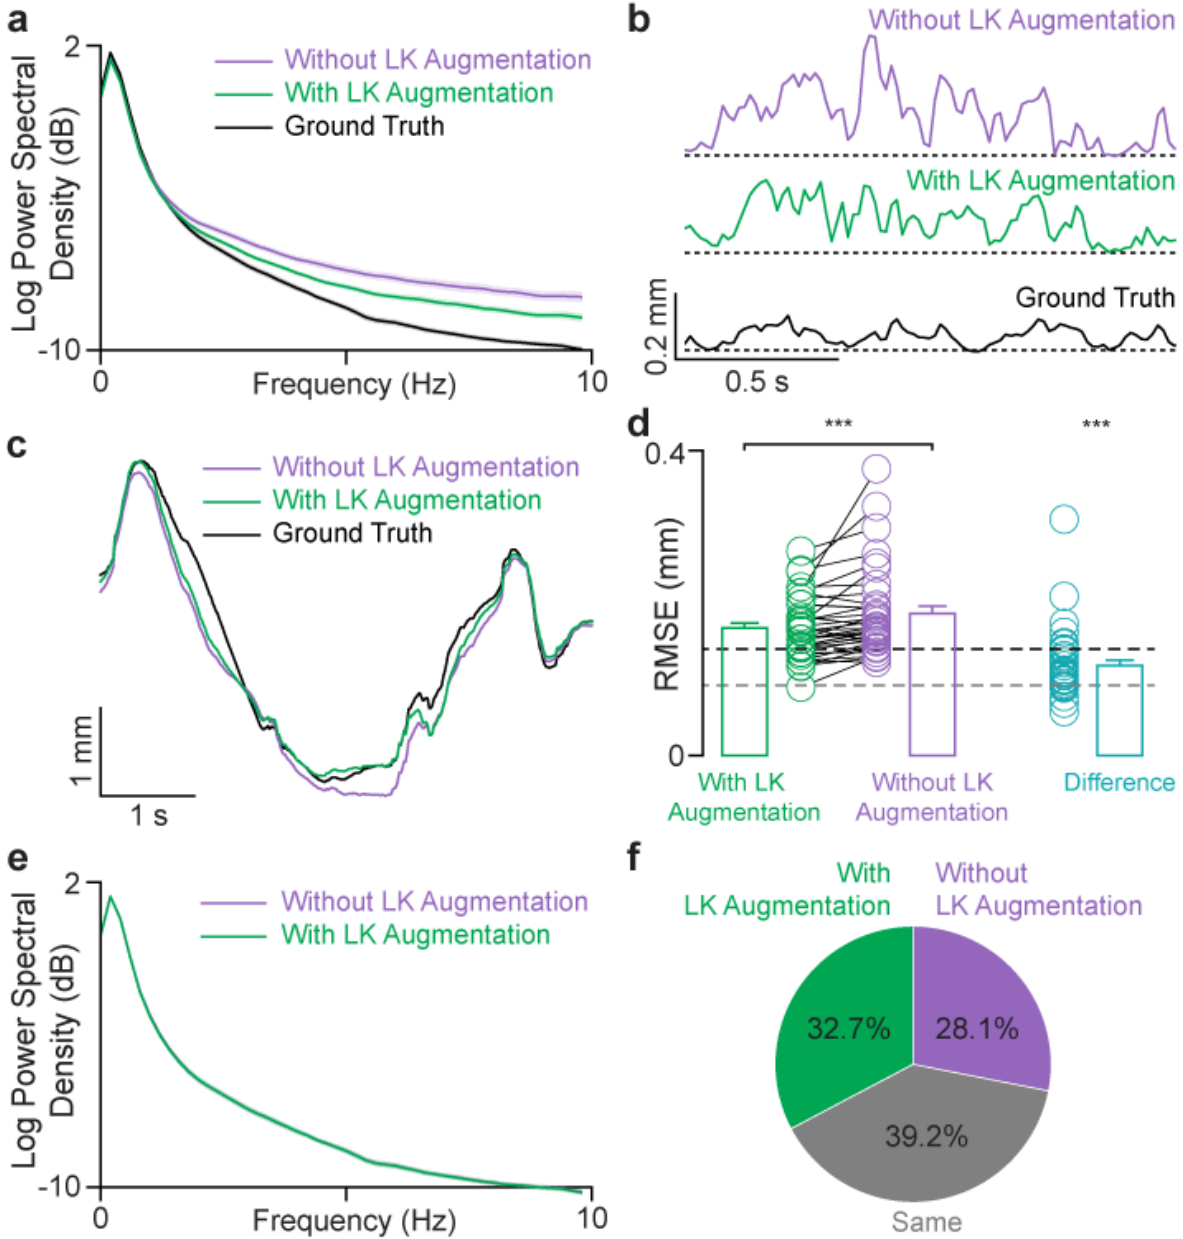 a
2
Log Power Spectral
Density (dB)
-10
Without LK Augmentation
With LK Augmentation
Ground Truth
0
Frequency (Hz)
10
b
Without LK Augmentation
With LK Augmentation
Ground Truth
0.2 mm
0.5 s
c
Without LK Augmentation
With LK Augmentation
Ground Truth
1 mm
1 s
d
***
***
0.4
RMSE (mm)
0
With LK
Augmentation
Without LK
Augmentation
Difference
e
2
Log Power Spectral
Density (dB)
-10
Without LK Augmentation
With LK Augmentation
0
Frequency (Hz)
10
f
With
LK Augmentation
Without
LK Augmentation
32.7%
28.1%
39.2%
Same